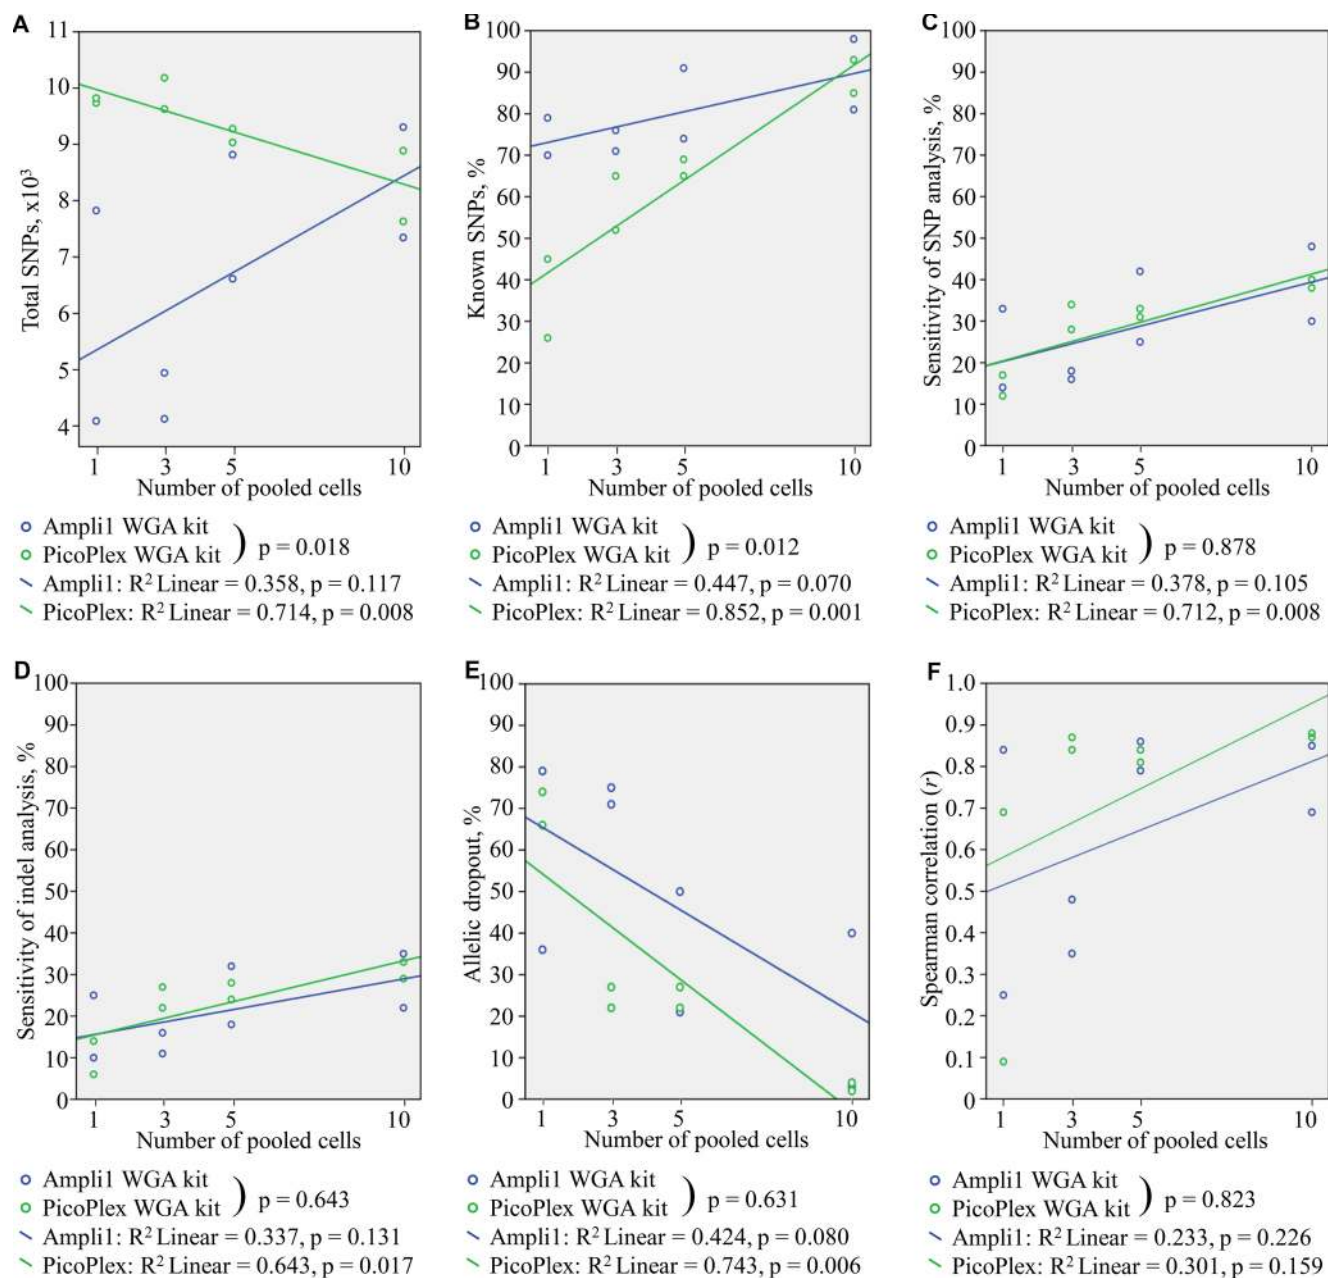 A
11
10
9
8
7
6
5
4
Total SNPs, x10³
1 3 5 10
Number of pooled cells
Ampli1 WGA kit
PicoPlex WGA kit
) p = 0.018
Ampli1: R² Linear = 0.358, p = 0.117
PicoPlex: R² Linear = 0.714, p = 0.008
B
100
90
80
70
60
50
40
30
20
10
0
Known SNPs, %
1 3 5 10
Number of pooled cells
Ampli1 WGA kit
PicoPlex WGA kit
) p = 0.012
Ampli1: R² Linear = 0.447, p = 0.070
PicoPlex: R² Linear = 0.852, p = 0.001
C
100
90
80
70
60
50
40
30
20
10
0
Sensitivity of SNP analysis, %
1 3 5 10
Number of pooled cells
Ampli1 WGA kit
PicoPlex WGA kit
) p = 0.878
Ampli1: R² Linear = 0.378, p = 0.105
PicoPlex: R² Linear = 0.712, p = 0.008
D
100
90
80
70
60
50
40
30
20
10
0
Sensitivity of indel analysis, %
1 3 5 10
Number of pooled cells
Ampli1 WGA kit
PicoPlex WGA kit
) p = 0.643
Ampli1: R² Linear = 0.337, p = 0.131
PicoPlex: R² Linear = 0.643, p = 0.017
E
100
90
80
70
60
50
40
30
20
10
0
Allelic dropout, %
1 3 5 10
Number of pooled cells
Ampli1 WGA kit
PicoPlex WGA kit
) p = 0.631
Ampli1: R² Linear = 0.424, p = 0.080
PicoPlex: R² Linear = 0.743, p = 0.006
F
1.0
0.9
0.8
0.7
0.6
0.5
0.4
0.3
0.2
0.1
0
Spearman correlation (r)
1 3 5 10
Number of pooled cells
Ampli1 WGA kit
PicoPlex WGA kit
) p = 0.823
Ampli1: R² Linear = 0.233, p = 0.226
PicoPlex: R² Linear = 0.301, p = 0.159